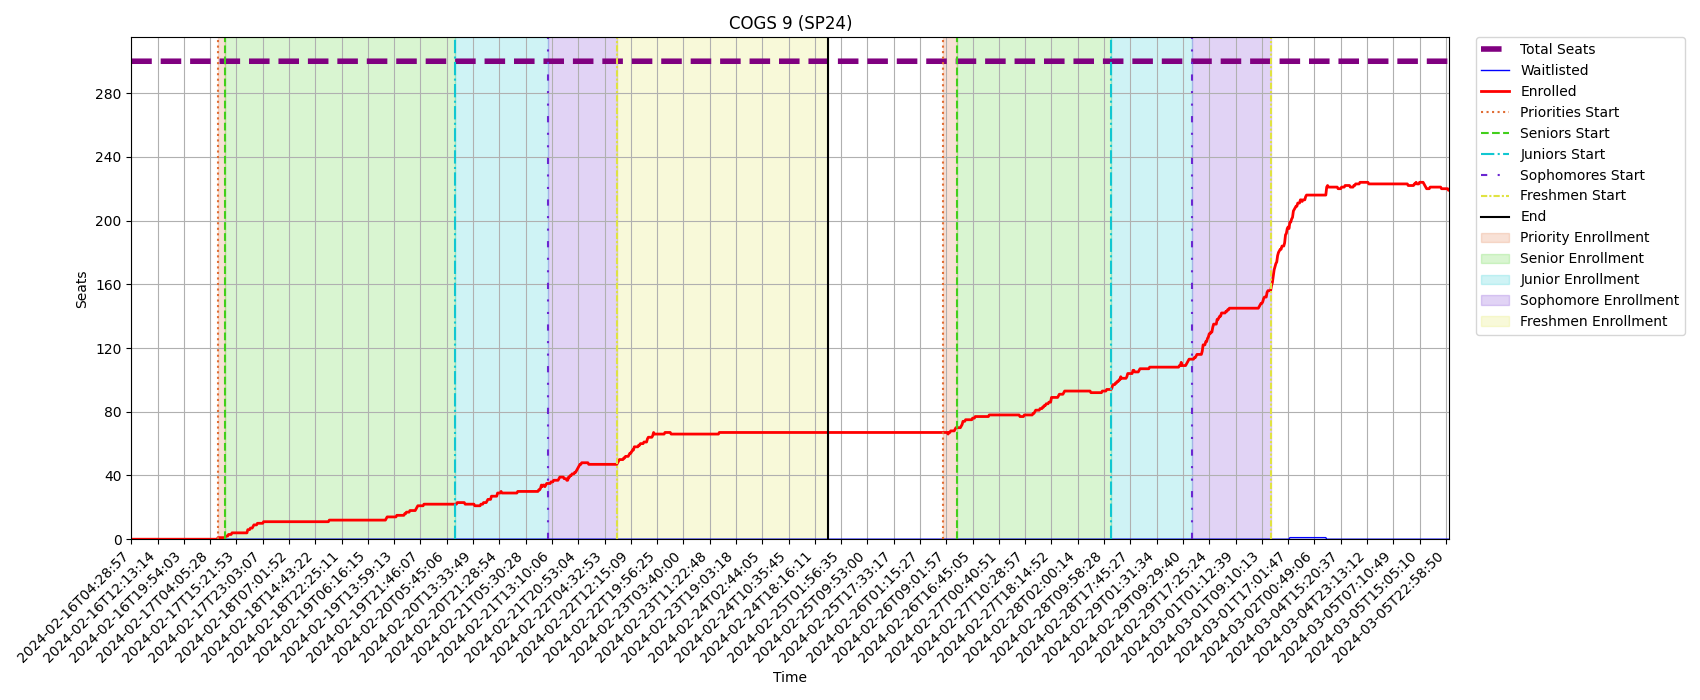 COGS 9 (SP24)
Seats
280
240
200
160
120
80
40
0
2024-02-16T04:28:57
2024-02-16T12:13:14
2024-02-16T19:54:03
2024-02-17T04:05:28
2024-02-17T15:21:53
2024-02-17T23:03:07
2024-02-18T07:01:52
2024-02-18T14:43:22
2024-02-18T22:25:11
2024-02-19T06:16:15
2024-02-19T13:59:13
2024-02-19T21:46:07
2024-02-20T05:45:06
2024-02-20T13:33:49
2024-02-20T21:28:54
2024-02-21T05:30:28
2024-02-21T13:10:06
2024-02-21T20:53:04
2024-02-22T04:32:53
2024-02-22T12:15:09
2024-02-22T19:56:25
2024-02-23T03:40:00
2024-02-23T11:22:48
2024-02-23T19:03:18
2024-02-24T02:44:05
2024-02-24T10:35:45
2024-02-24T18:16:11
2024-02-25T01:56:35
2024-02-25T09:53:00
2024-02-25T17:33:17
2024-02-26T01:15:27
2024-02-26T09:01:57
2024-02-26T16:45:05
2024-02-27T00:40:51
2024-02-27T10:28:57
2024-02-27T18:14:52
2024-02-28T02:00:14
2024-02-28T09:58:28
2024-02-28T17:45:27
2024-02-29T01:31:34
2024-02-29T09:29:40
2024-02-29T17:25:24
2024-03-01T01:12:39
2024-03-01T09:10:13
2024-03-01T17:01:47
2024-03-02T00:49:06
2024-03-04T15:20:37
2024-03-04T23:13:12
2024-03-05T07:10:49
2024-03-05T15:05:10
2024-03-05T22:58:50
Time
Total Seats
Waitlisted
Enrolled
Priorities Start
Seniors Start
Juniors Start
Sophomores Start
Freshmen Start
End
Priority Enrollment
Senior Enrollment
Junior Enrollment
Sophomore Enrollment
Freshmen Enrollment